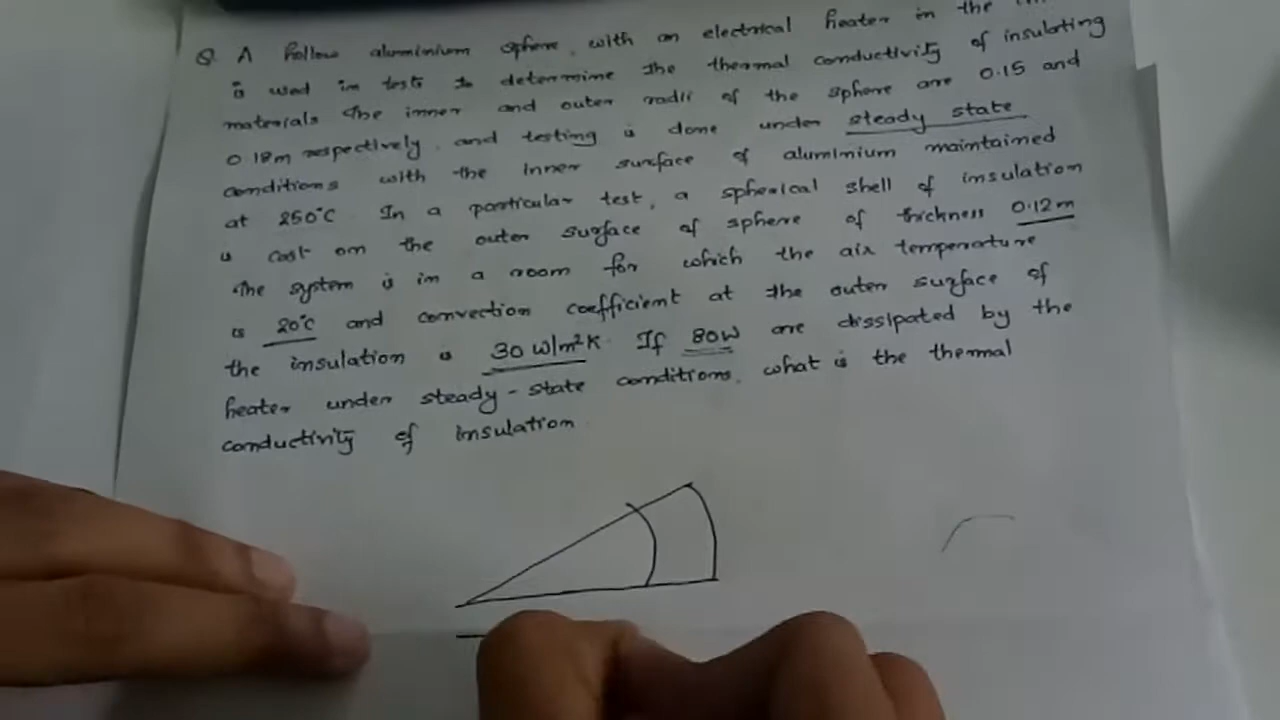 Q. A hollow aluminium sphere, with an electrical heater in the
is used in tests to determine the thermal conductivity of insulating
materials. The inner and outer radii of the sphere are 0.15 and
0.18m respectively, and testing is done under steady state
conditions with the inner surface of aluminium maintained
at 250°C. In a particular test, a spherical shell of insulation
is cast on the outer surface of sphere of thickness 0.12m
The system is in a room for which the air temperature
is 20°C and convection coefficient at the outer surface of
the insulation is 30 W/m²K. If 80W are dissipated by the
heater under steady-state conditions, what is the thermal
conductivity of insulation.